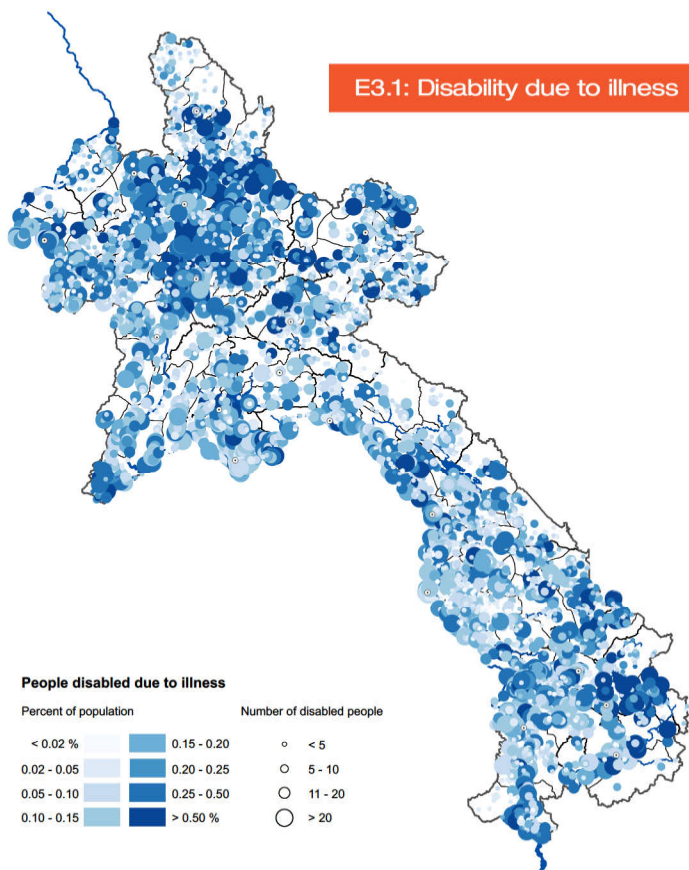 E3.1: Disability due to illness
People disabled due to illness
Percent of population
Number of disabled people
< 0.02 %
0.15 - 0.20
< 5
0.02 - 0.05
0.20 - 0.25
5 - 10
0.05 - 0.10
0.25 - 0.50
11 - 20
0.10 - 0.15
> 0.50 %
> 20